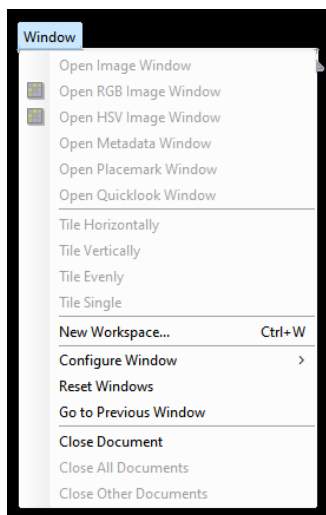 Window
Open Image Window
Open RGB Image Window
Open HSV Image Window
Open Metadata Window
Open Placemark Window
Open Quicklook Window
Tile Horizontally
Tile Vertically
Tile Evenly
Tile Single
New Workspace... Ctrl+W
Configure Window >
Reset Windows
Go to Previous Window
Close Document
Close All Documents
Close Other Documents